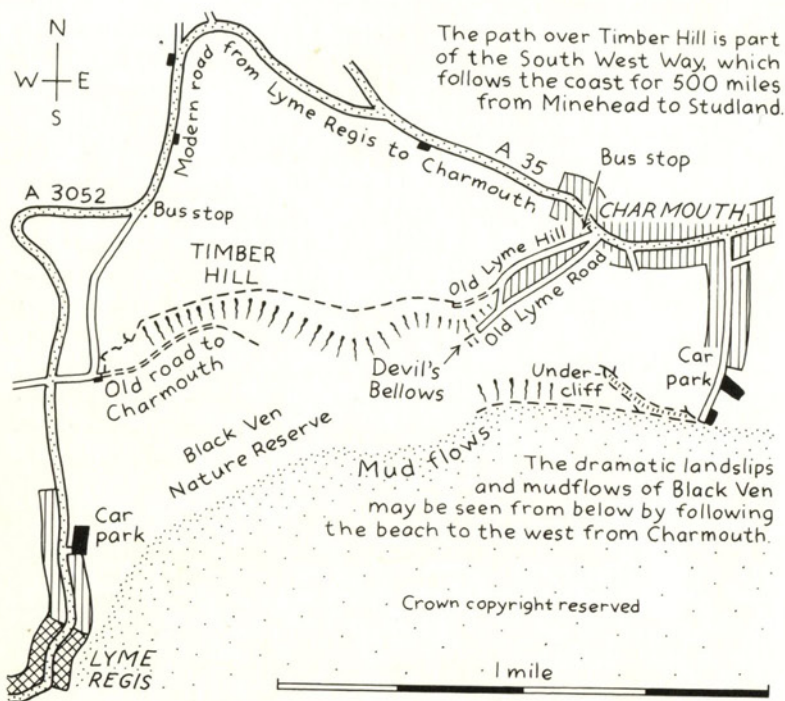 N
W E
S
The path over Timber Hill is part
of the South West Way, which
follows the coast for 500 miles
from Minehead to Studland.
Modern road from Lyme Regis to Charmouth
A 35
Bus stop
A 3052
Bus stop
CHARMOUTH
TIMBER
HILL
Old Lyme Hill
Old Lyme Road
Old road to
Charmouth
Devil's
Bellows
Under-
cliff
Car
park
Black Ven
Nature Reserve
Mud flows
The dramatic landslips
and mudflows of Black Ven
may be seen from below by following
the beach to the west from Charmouth.
Car
park
Crown copyright reserved
LYME
REGIS
1 mile